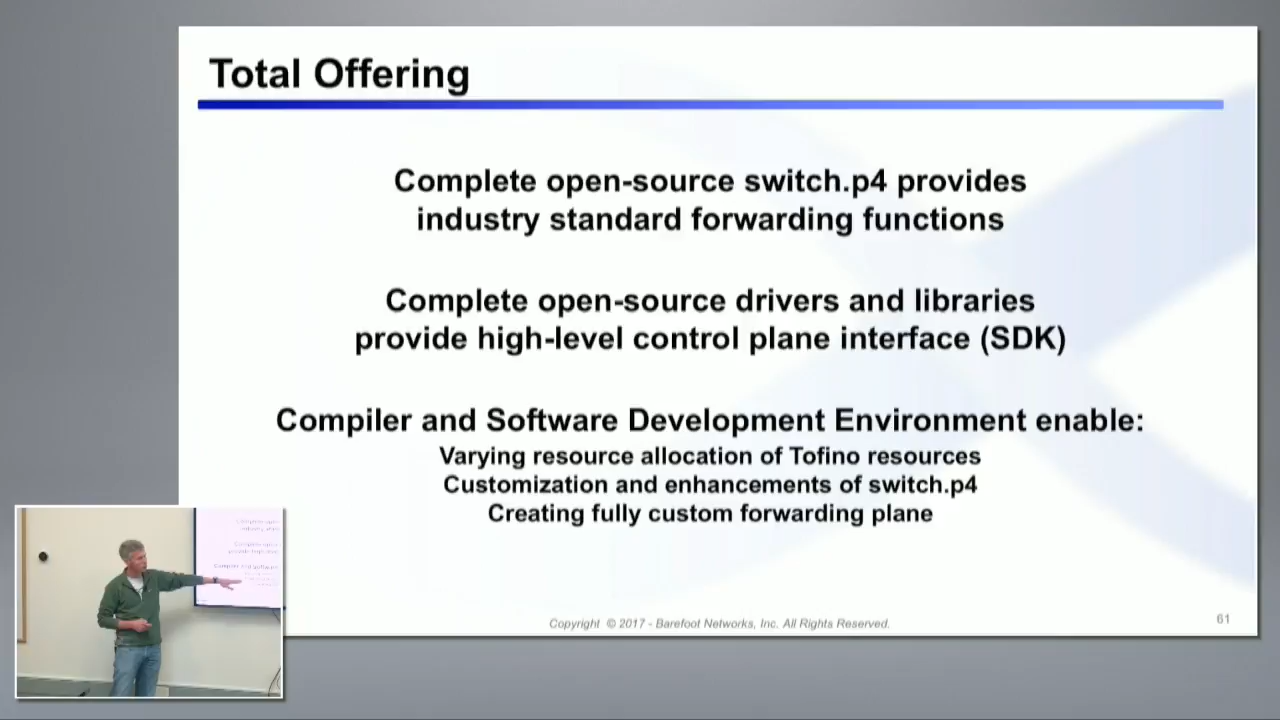 Total Offering
Complete open-source switch.p4 provides
industry standard forwarding functions
Complete open-source drivers and libraries
provide high-level control plane interface (SDK)
Compiler and Software Development Environment enable:
Varying resource allocation of Tofino resources
Customization and enhancements of switch.p4
Creating fully custom forwarding plane
Copyright © 2017 - Barefoot Networks, Inc. All Rights Reserved.
61